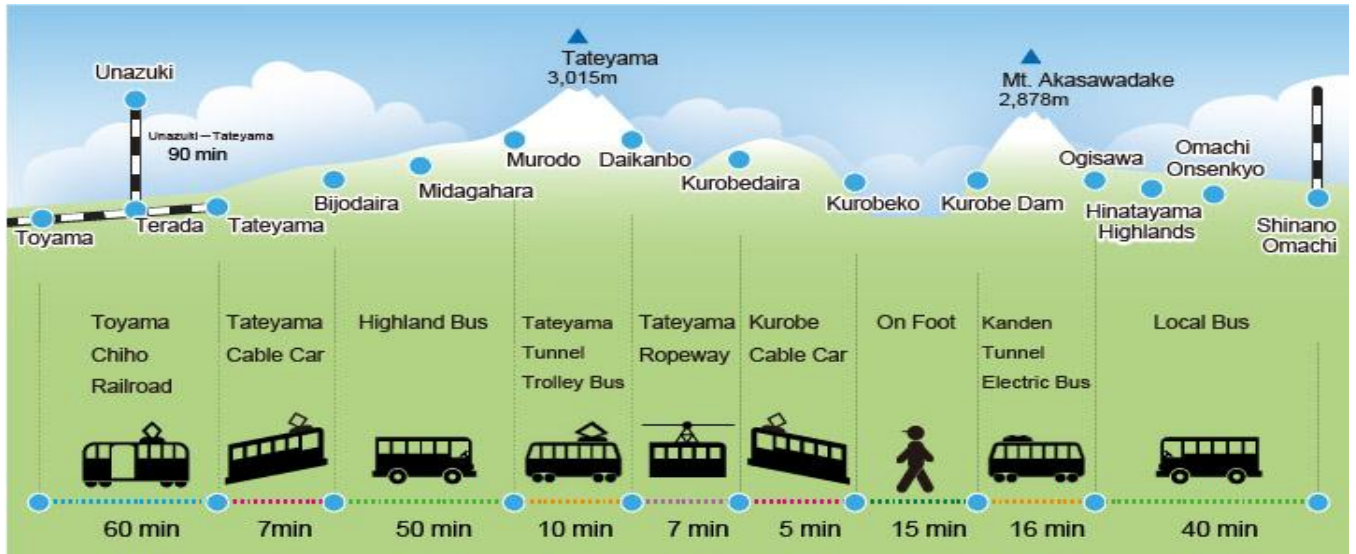 Tateyama
3,015m
Mt. Akasawadake
2,878m
Unazuki
Unazuki—Tateyama
90 min
Toyama
Terada
Tateyama
Bijodaira
Midagahara
Murodo
Daikanbo
Kurobedaira
Kurobeko
Kurobe Dam
Ogisawa
Hinatayama
Highlands
Omachi
Onsenkyo
Shinano
Omachi
Toyama
Chiho
Railroad
Tateyama
Cable Car
Highland Bus
Tateyama
Tunnel
Trolley Bus
Tateyama
Ropeway
Kurobe
Cable Car
On Foot
Kanden
Tunnel
Electric Bus
Local Bus
60 min
7min
50 min
10 min
7 min
5 min
15 min
16 min
40 min